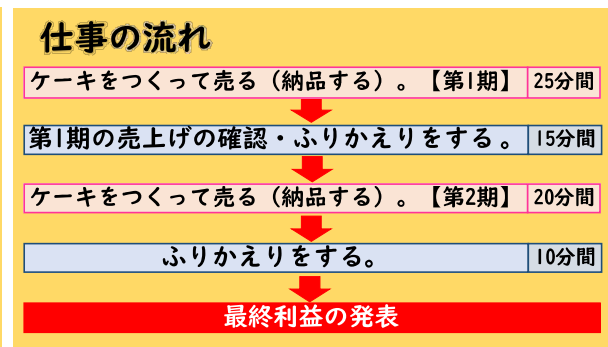 仕事の流れ
ケーキをつくって売る（納品する）。【第1期】 25分間
第1期の売上げの確認・ふりかえりをする。 15分間
ケーキをつくって売る（納品する）。【第2期】 20分間
ふりかえりをする。 10分間
最終利益の発表